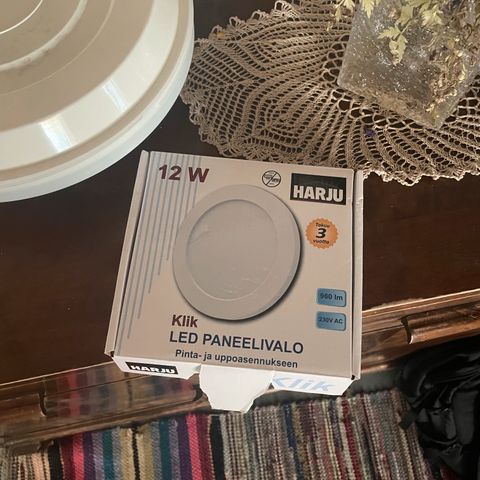 12 W
HARJU
Takuu
3
vuotta
960 lm
230V AC
Klik
LED PANEELIVALO
Pinta- ja uppoasennukseen
HARJU
Klik